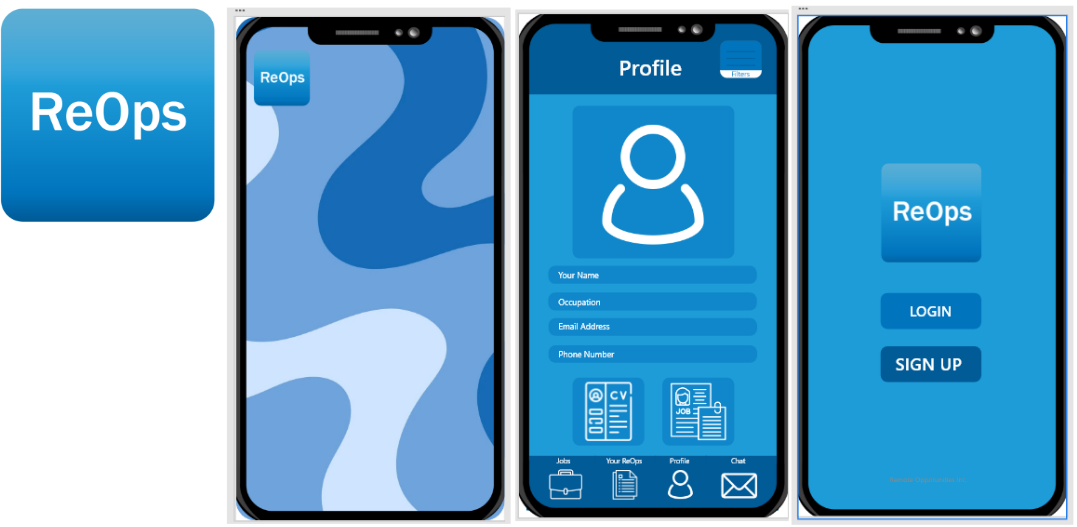 ReOps
ReOps
Profile
Filters
Your Name
Occupation
Email Address
Phone Number
CV
JOB
Jobs
Your ReOps
Profile
Chat
ReOps
LOGIN
SIGN UP